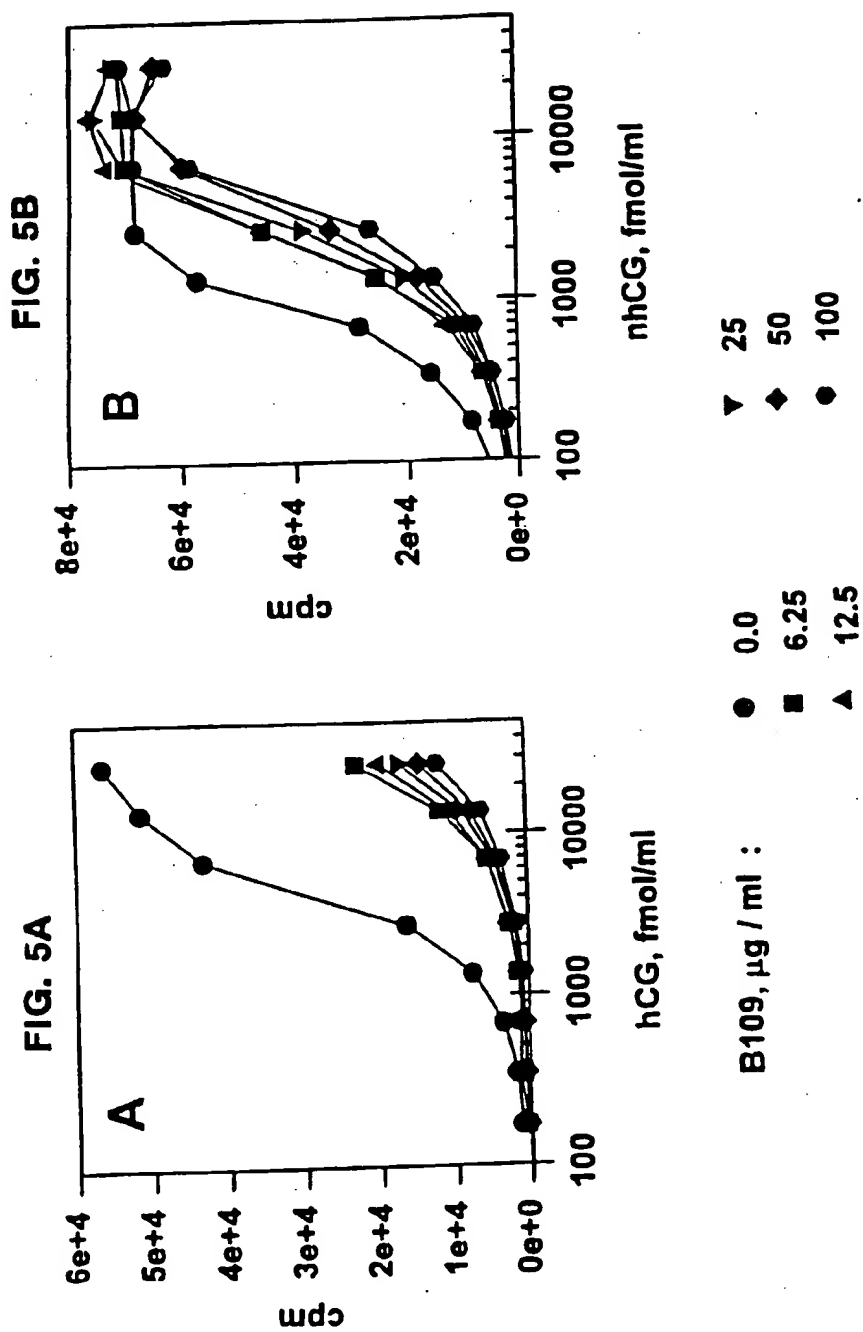 FIG. 5A
A
6e+4
5e+4
4e+4
3e+4
2e+4
1e+4
0e+0
cpm
100
1000
10000
hCG, fmol/ml
FIG. 5B
B
8e+4
6e+4
4e+4
2e+4
0e+0
cpm
100
1000
10000
nhCG, fmol/ml
B109, µg / ml :
0.0
6.25
12.5
25
50
100